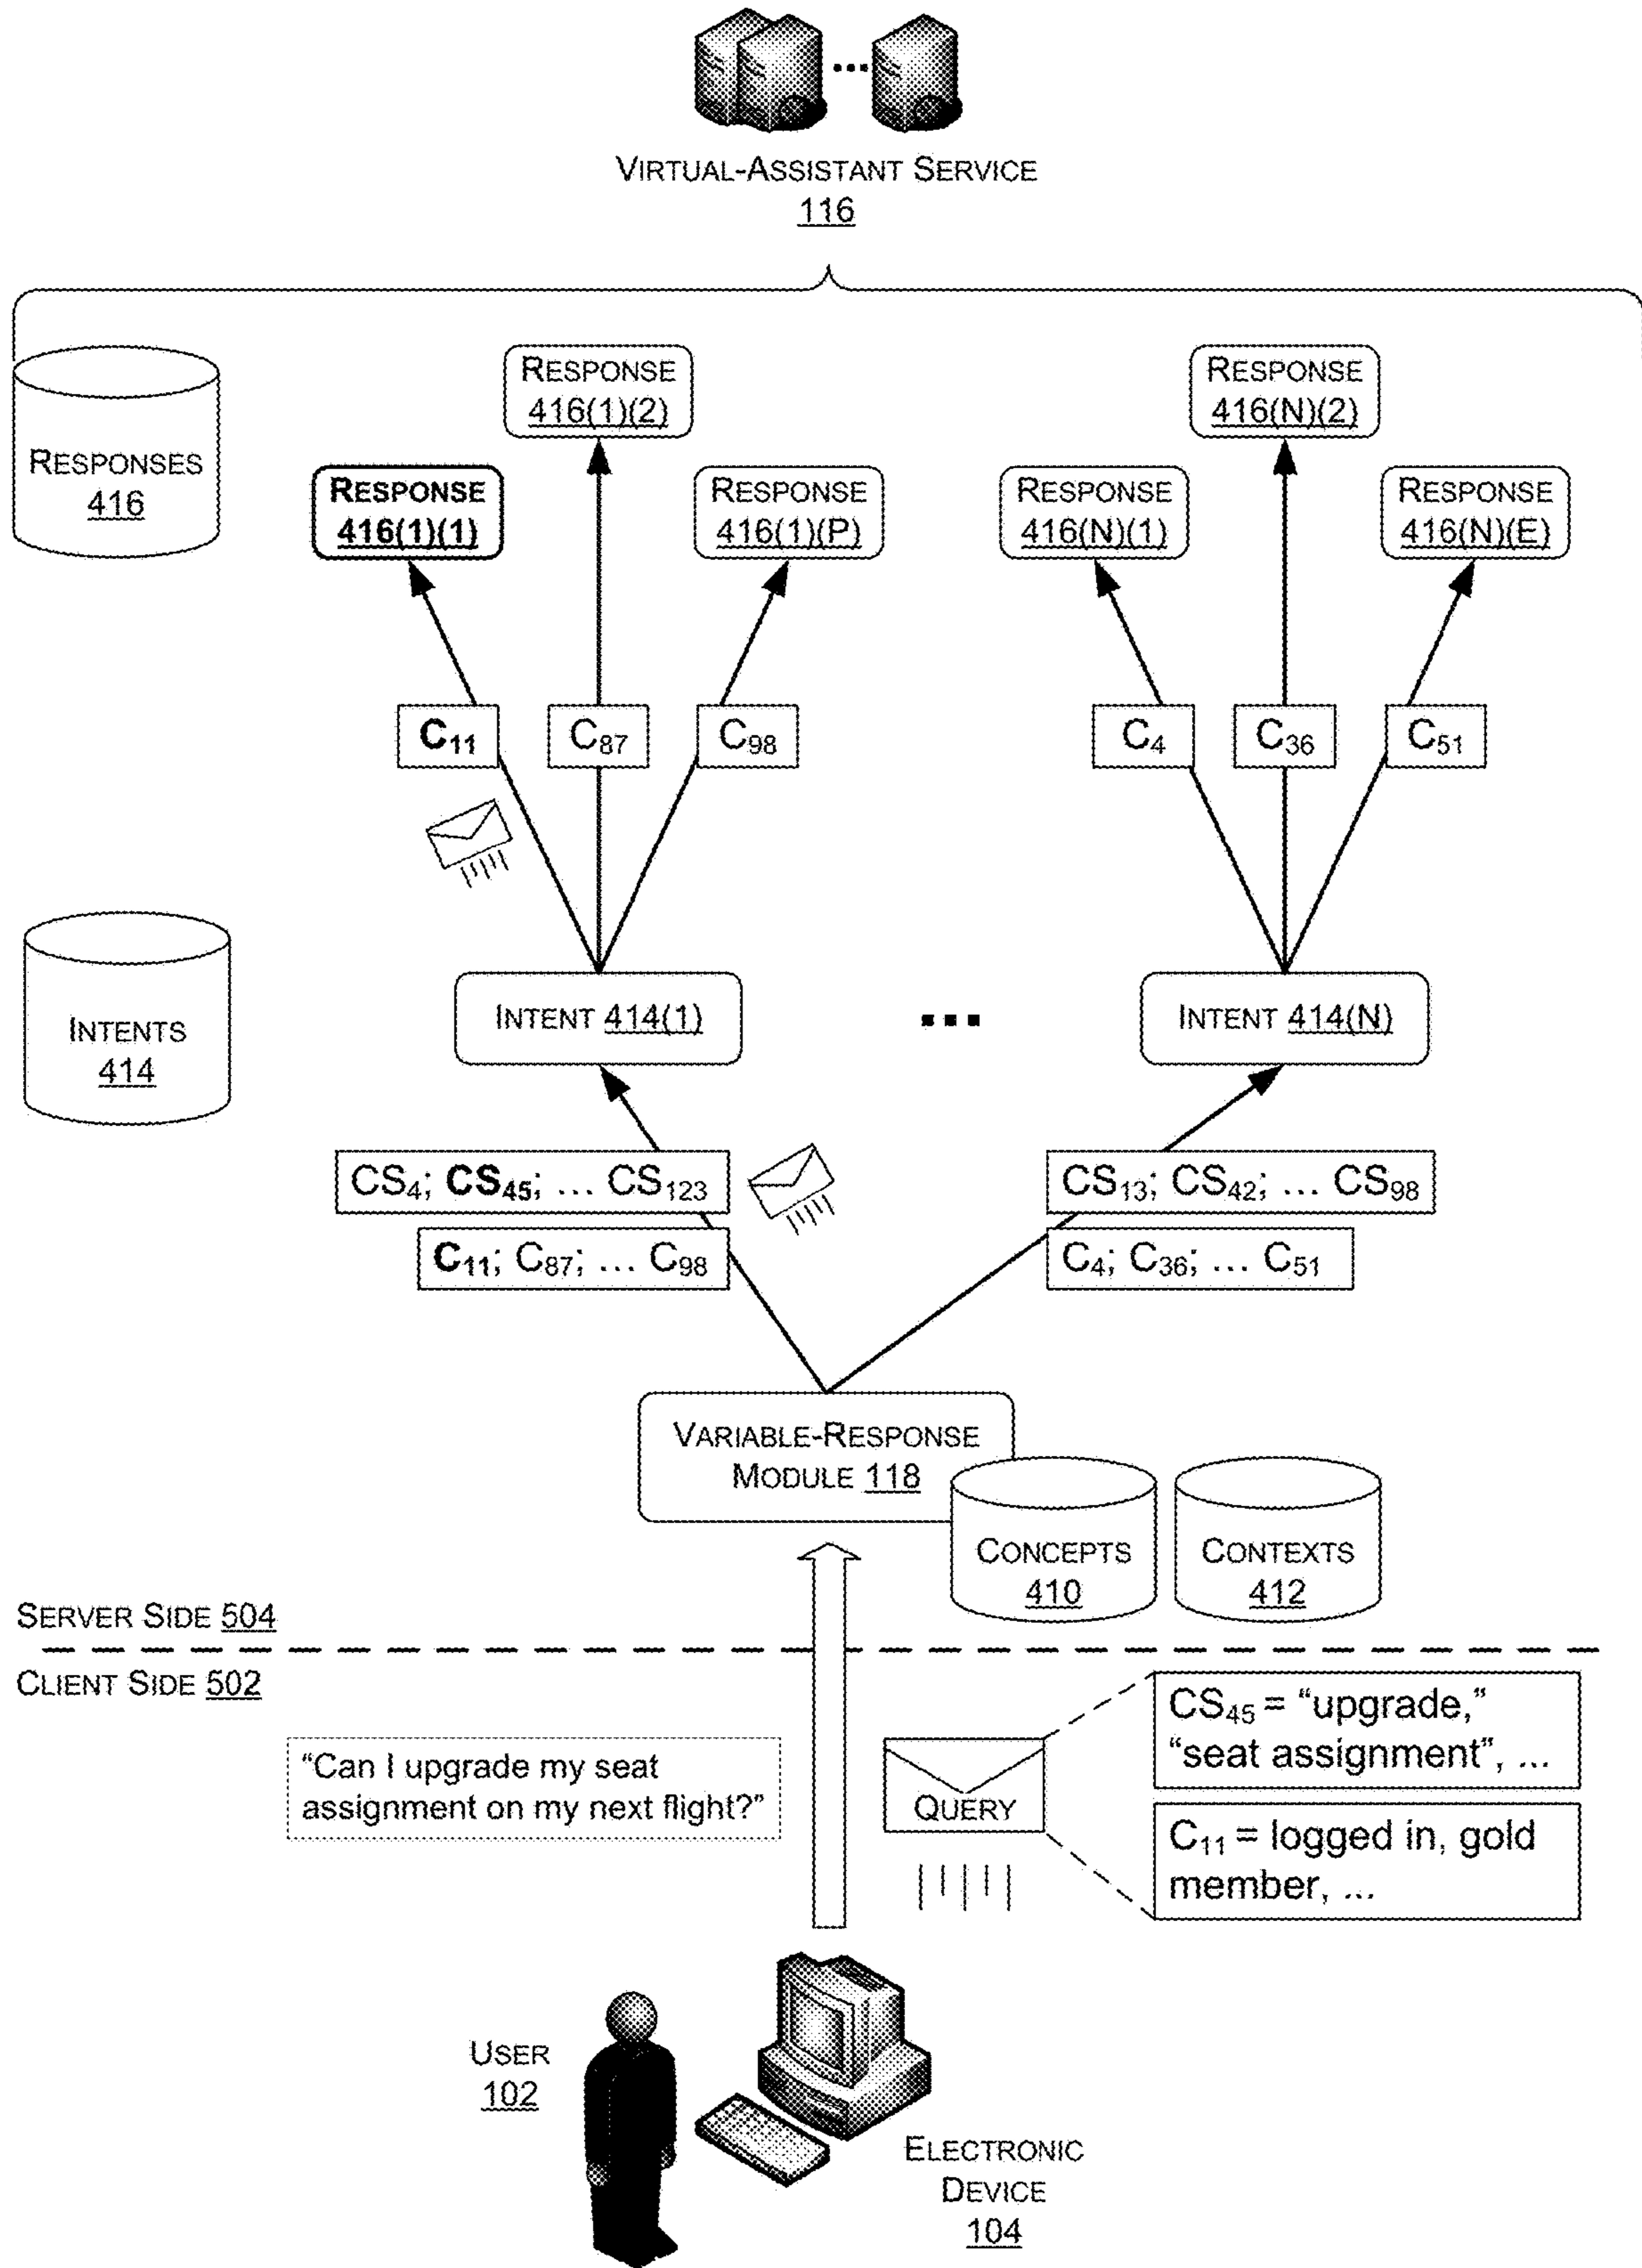 VIRTUAL-ASSISTANT SERVICE
116
RESPONSE
416(1)(2)
RESPONSE
416(N)(2)
RESPONSES
416
RESPONSE
416(1)(1)
RESPONSE
416(1)(P)
RESPONSE
416(N)(1)
RESPONSE
416(N)(E)
C11
C87
C98
C4
C36
C51
INTENTS
414
INTENT 414(1)
...
INTENT 414(N)
CS4; CS45; ... CS123
C11; C87; ... C98
CS13; CS42; ... CS98
C4; C36; ... C51
VARIABLE-RESPONSE
MODULE 118
CONCEPTS
410
CONTEXTS
412
SERVER SIDE 504
CLIENT SIDE 502
“Can I upgrade my seat
assignment on my next flight?”
QUERY
CS45 = “upgrade,”
“seat assignment”, ...
C11 = logged in, gold
member, ...
USER
102
ELECTRONIC
DEVICE
104